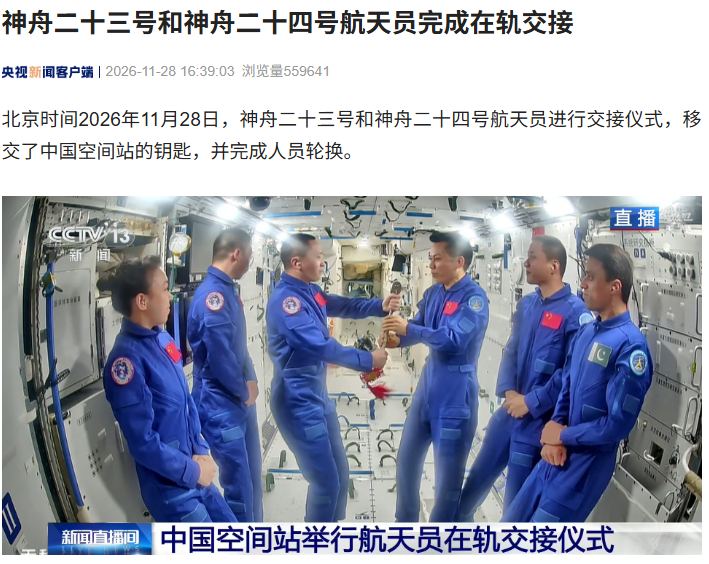 神舟二十三号和神舟二十四号航天员完成在轨交接
央视新闻客户端 | 2026-11-28 16:39:03 浏览量559641
北京时间2026年11月28日，神舟二十三号和神舟二十四号航天员进行交接仪式，移
交了中国空间站的钥匙，并完成人员轮换。
CCTV 13
新闻
直播
新闻直播间
中国空间站举行航天员在轨交接仪式